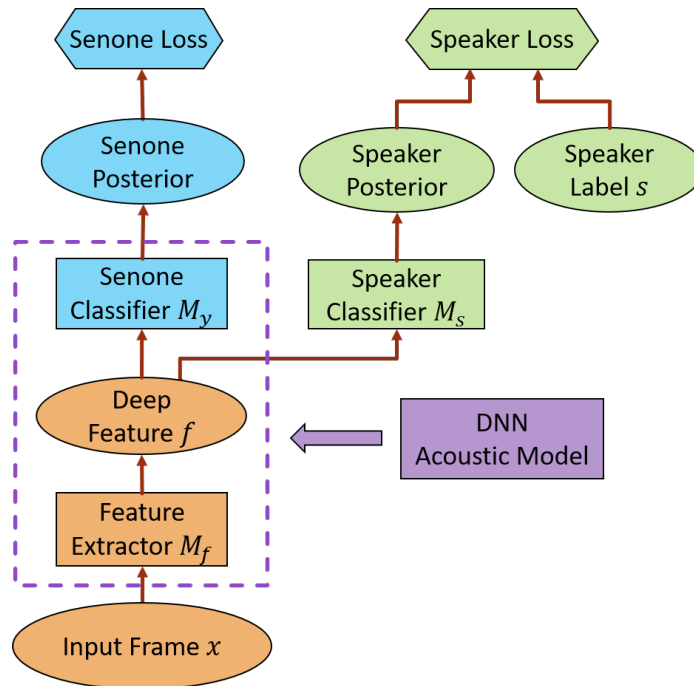 Senone Loss
Speaker Loss
Senone
Posterior
Speaker
Posterior
Speaker
Label s
Senone
Classifier M_y
Speaker
Classifier M_s
Deep
Feature f
DNN
Acoustic Model
Feature
Extractor M_f
Input Frame x